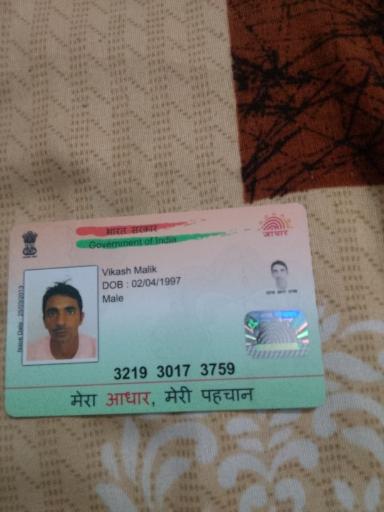 भारत सरकार
Government of India
आधार
Vikash Malik
DOB : 02/04/1997
Male
Issue Date : 25/03/2013
3219 3017 3759
मेरा आधार, मेरी पहचान